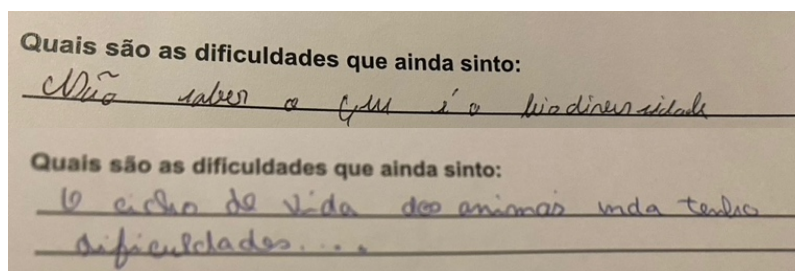 Quais são as dificuldades que ainda sinto:
Não saber o que é a biodiversidade
Quais são as dificuldades que ainda sinto:
O ciclo de vida dos animais inda tenho
dificuldades....